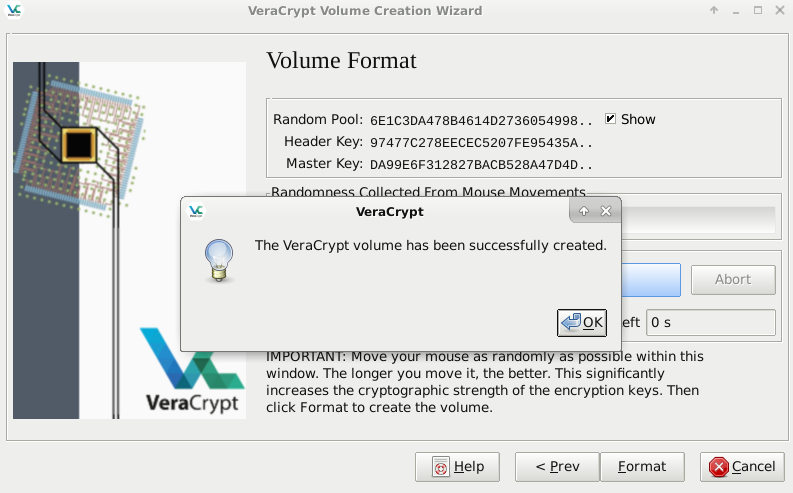 VeraCrypt Volume Creation Wizard
Volume Format
Random Pool: 6E1C3DA478B4614D2736054998.. Show
Header Key: 97477C278EECEC5207FE95435A..
Master Key: DA99E6F312827BACB528A47D4D..
Randomness Collected From Mouse Movements
VeraCrypt
The VeraCrypt volume has been successfully created.
OK
Abort
eft 0 s
IMPORTANT: Move your mouse as randomly as possible within this
window. The longer you move it, the better. This significantly
increases the cryptographic strength of the encryption keys. Then
click Format to create the volume.
VeraCrypt
Help
< Prev
Format
Cancel